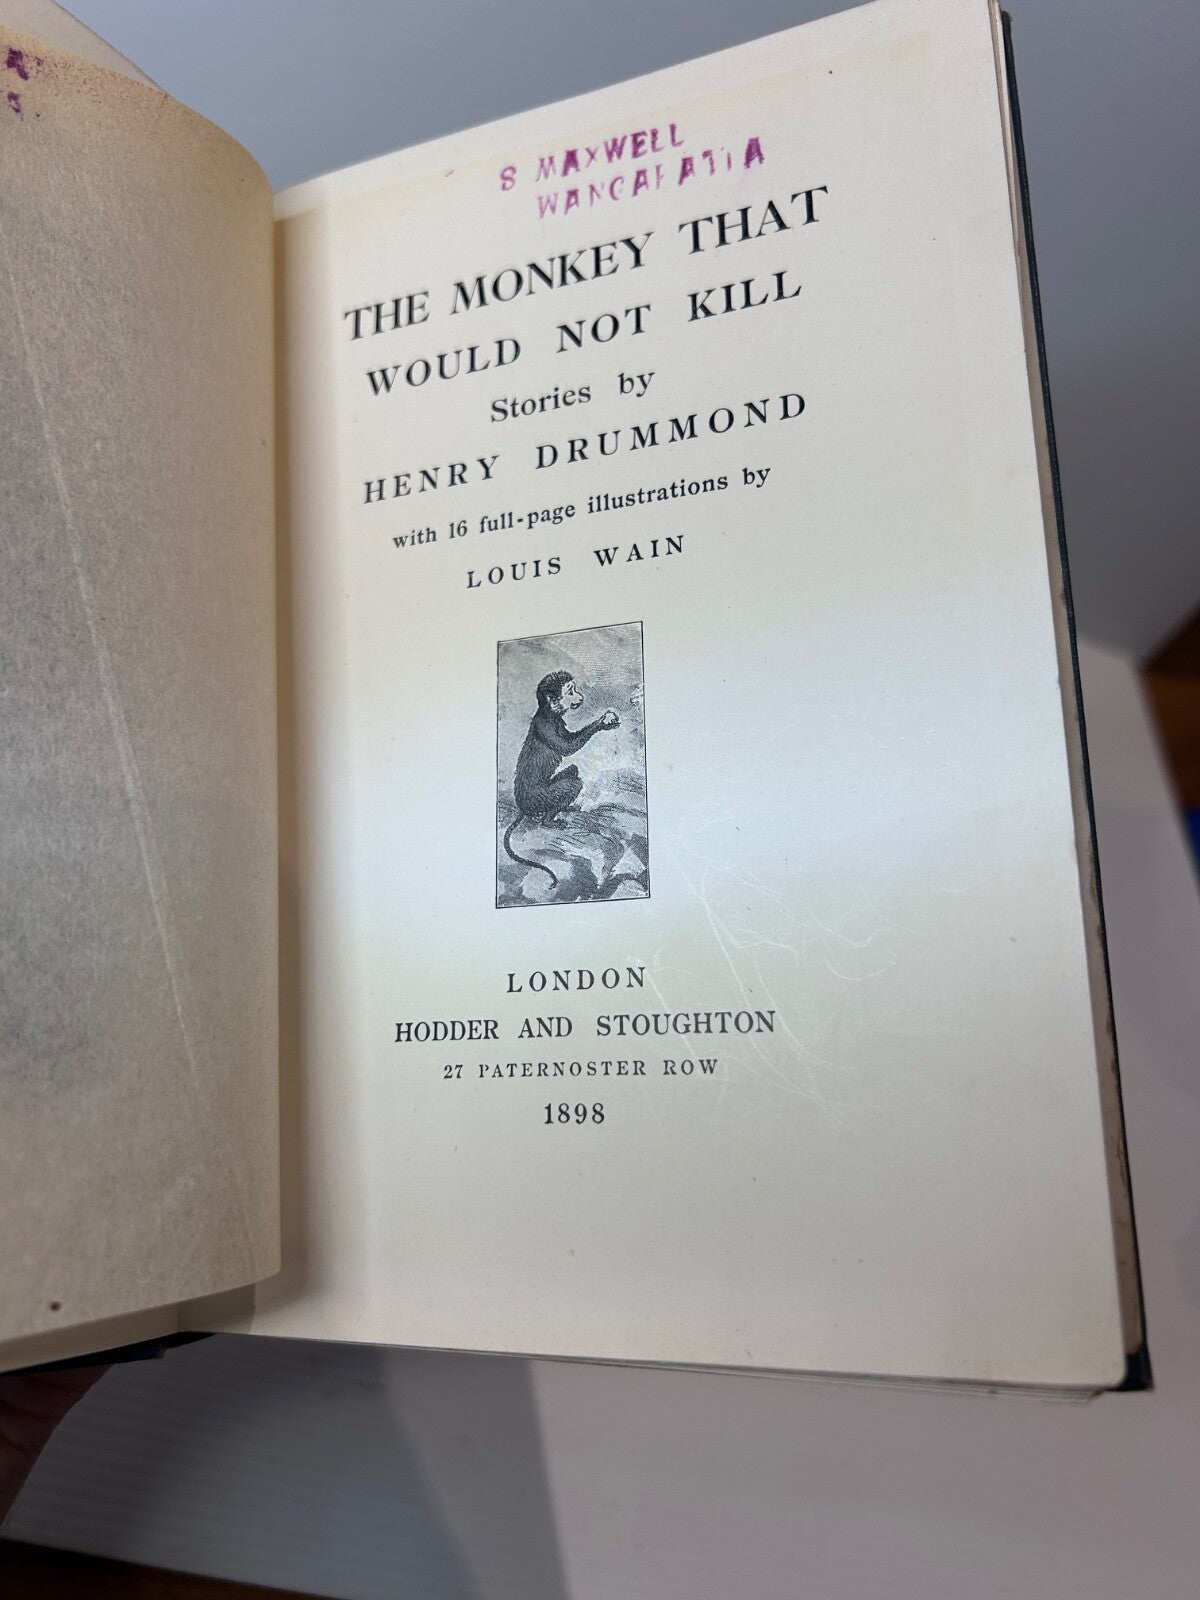 S MAXWELL
THE MONKEY THAT
WOULD NOT KILL
Stories by
HENRY DRUMMOND
with 16 full-page illustrations by
LOUIS WAIN
LONDON
HODDER AND STOUGHTON
27 PATERNOSTER ROW
1898